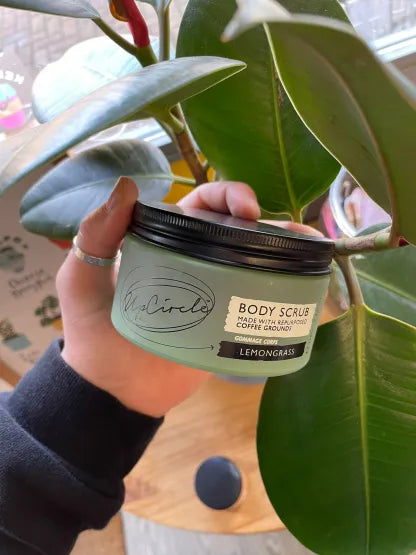 UpCircle
BODY SCRUB
MADE WITH REPURPOSED
COFFEE GROUNDS
GOMMAGE CORPS
LEMONGRASS